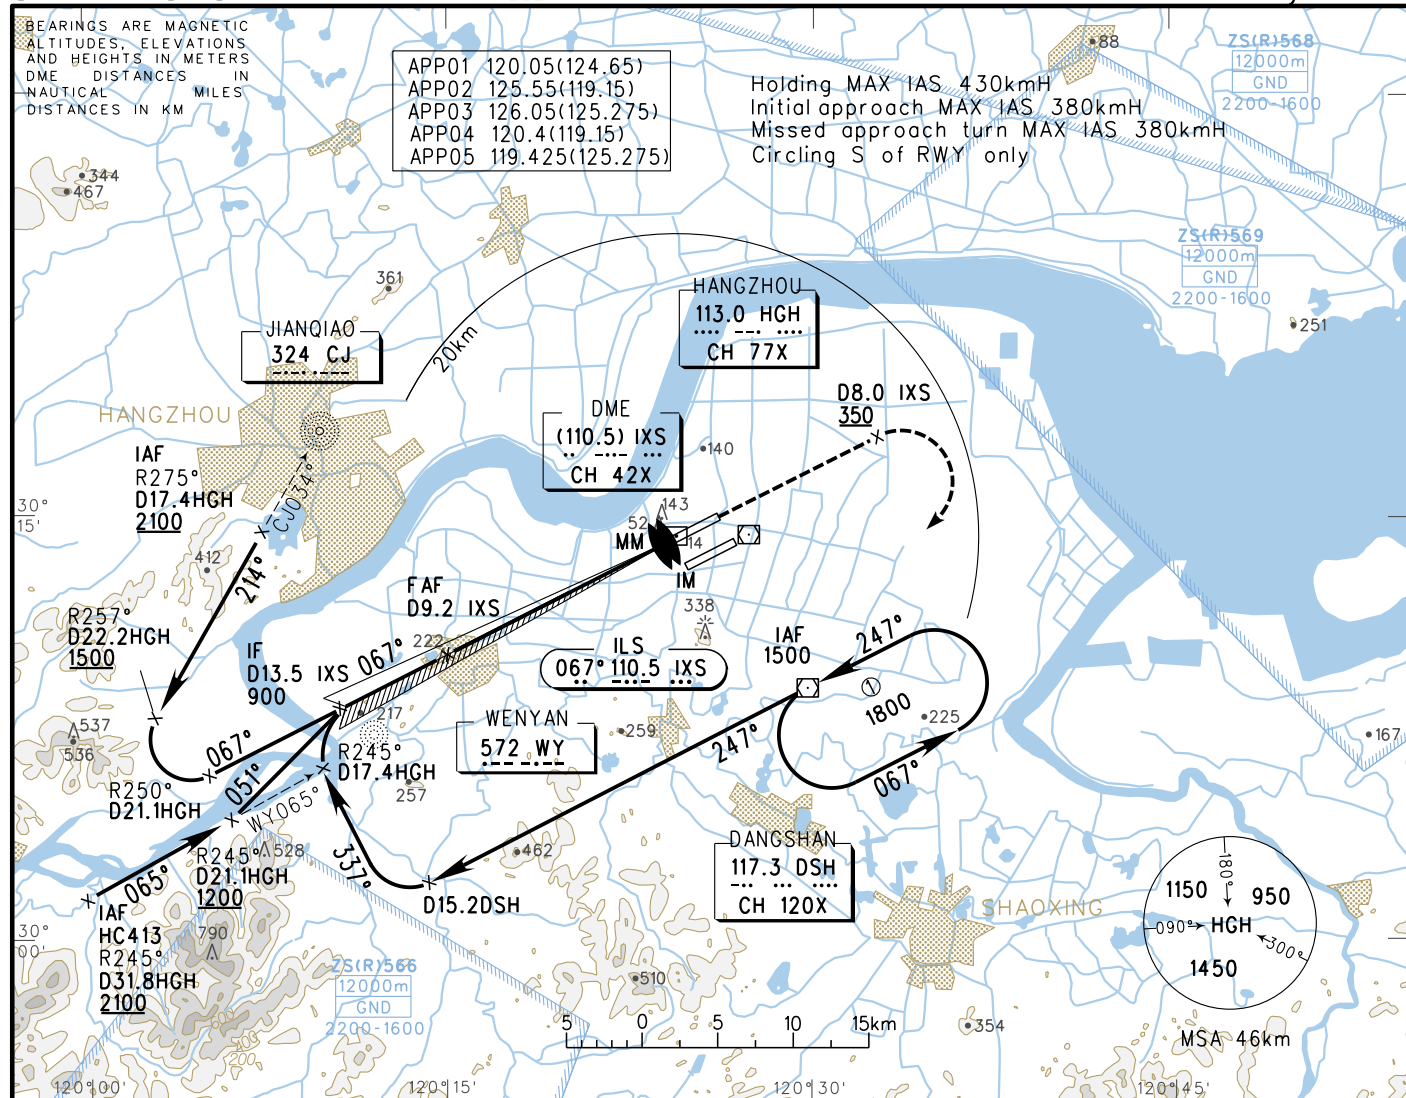 BEARINGS ARE MAGNETIC
ALTITUDES, ELEVATIONS
AND HEIGHTS IN METERS
DME DISTANCES IN
NAUTICAL MILES
DISTANCES IN KM
APP01 120.05(124.65)
APP02 125.55(119.15)
APP03 126.05(125.275)
APP04 120.4(119.15)
APP05 119.425(125.275)
Holding MAX IAS 430kmH
Initial approach MAX IAS 380kmH
Missed approach turn MAX IAS 380kmH
Circling S of RWY only
88
ZS(R)568
12000m
GND
2200-1600
344
467
ZS(R)569
12000m
GND
2200-1600
361
251
HANGZHOU
113.0 HGH
CH 77X
JIANQIAO
324 CJ
20km
HANGZHOU
DME
(110.5) IXS
CH 42X
D8.0 IXS
350
140
IAF
R275°
D17.4HGH
2100
CJ034°
30°
15'
143
52
MM
14
IM
412
214°
FAF
D9.2 IXS
338
R257°
D22.2HGH
1500
IF
D13.5 IXS
900
067°
222
ILS
067° 110.5 IXS
IAF
1500
247°
1800
225
537
536
217
WENYAN
572 WY
259
247°
067°
167
067°
R245°
D17.4HGH
051°
R250°
D21.1HGH
257
WY065°
DANGSHAN
117.3 DSH
CH 120X
528
R245°
D21.1HGH
1200
337°
462
D15.2DSH
065°
IAF
HC413
R245°
D31.8HGH
2100
790
30°
00'
SHAOXING
180°
1150
950
090°
HGH
300°
1450
MSA 46km
ZS(R)566
12000m
GND
2200-1600
510
354
5 0 5 10 15km
200
200
120°00'
120°15'
120°30'
120°45'